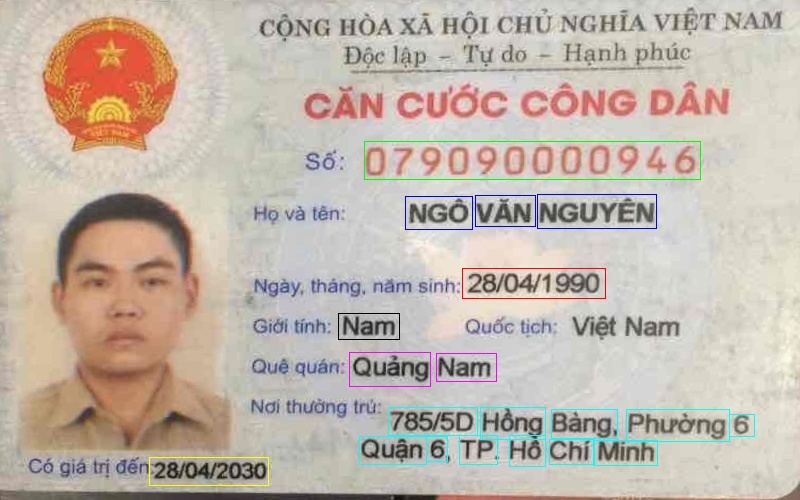 CỘNG HÒA XÃ HỘI CHỦ NGHĨA VIỆT NAM
Độc lập – Tự do – Hạnh phúc
CĂN CƯỚC CÔNG DÂN
Số: 079090000946
Họ và tên: NGÔ VĂN NGUYÊN
Ngày, tháng, năm sinh: 28/04/1990
Giới tính: Nam Quốc tịch: Việt Nam
Quê quán: Quảng Nam
Nơi thường trú: 785/5D Hồng Bàng, Phường 6
Quận 6, TP. Hồ Chí Minh
Có giá trị đến 28/04/2030